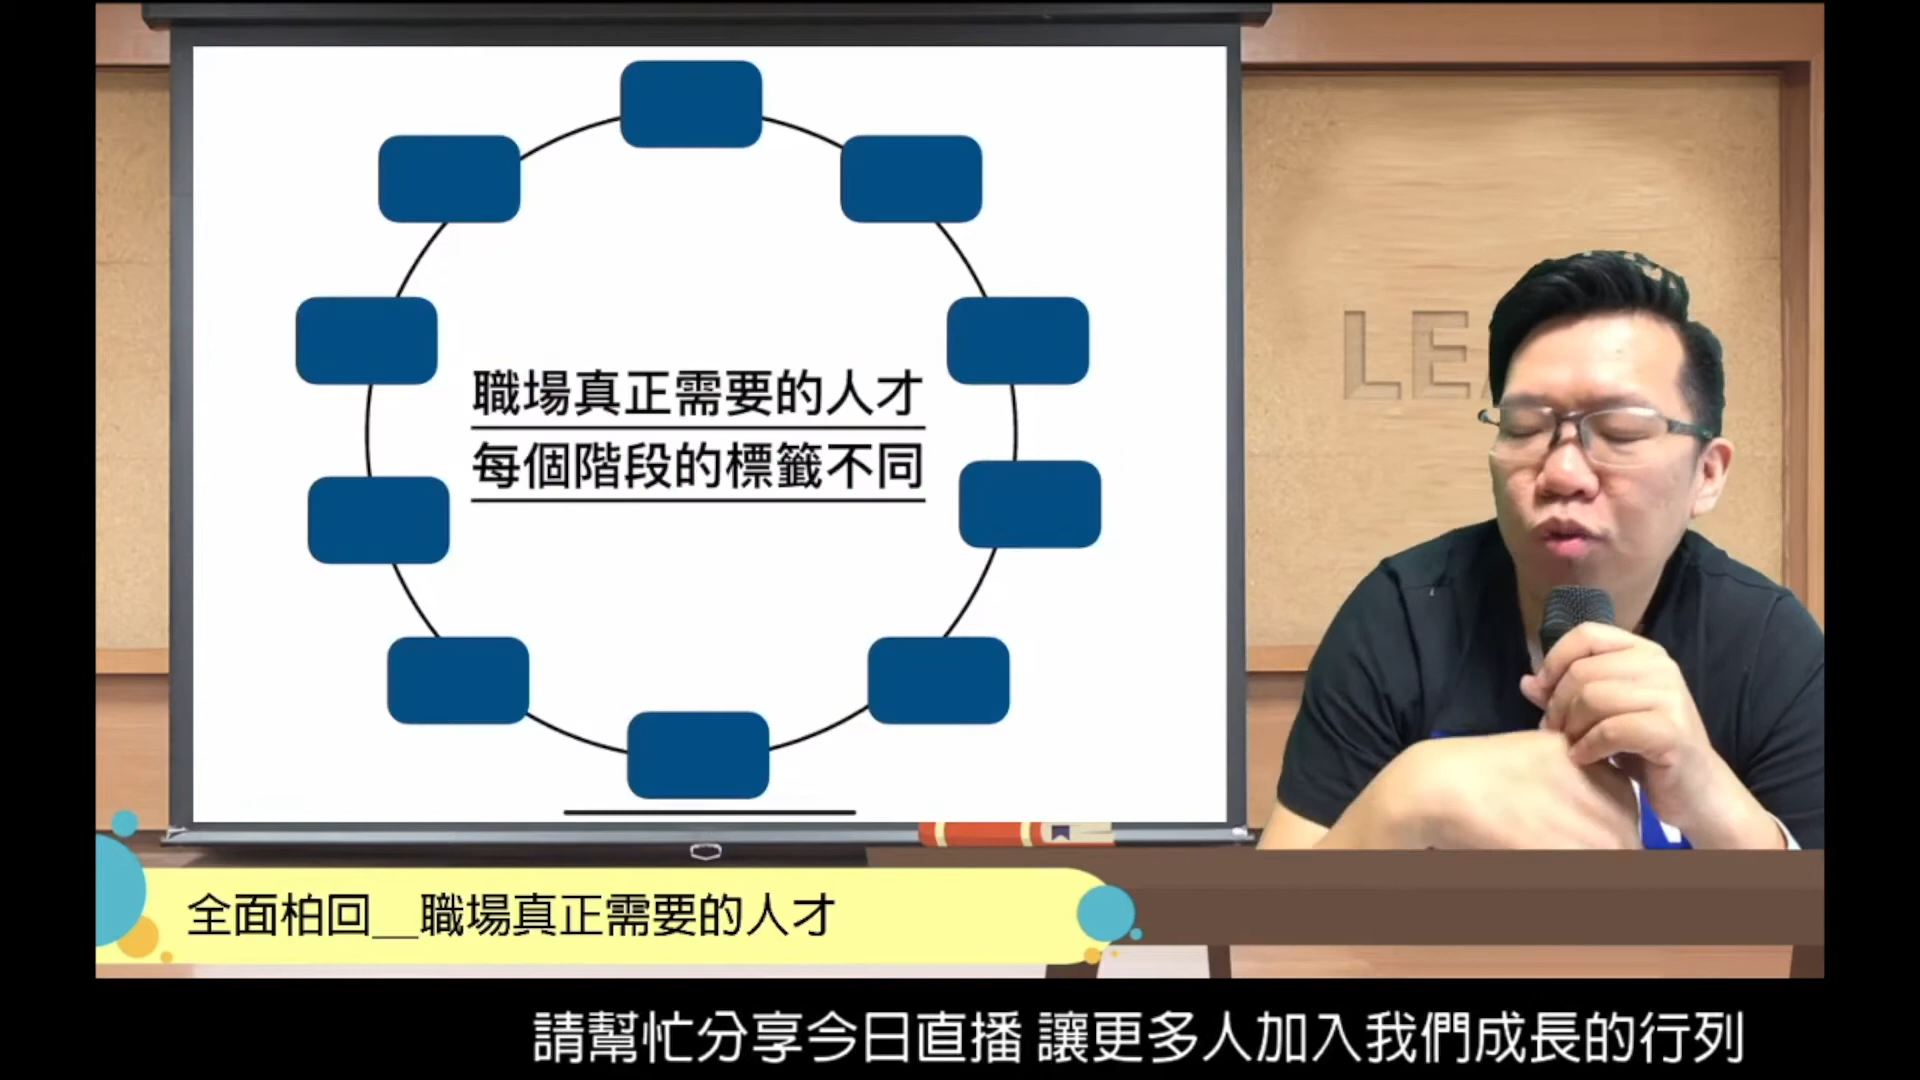 職場真正需要的人才
每個階段的標籤不同
LE
全面柏回__職場真正需要的人才
請幫忙分享今日直播 讓更多人加入我們成長的行列